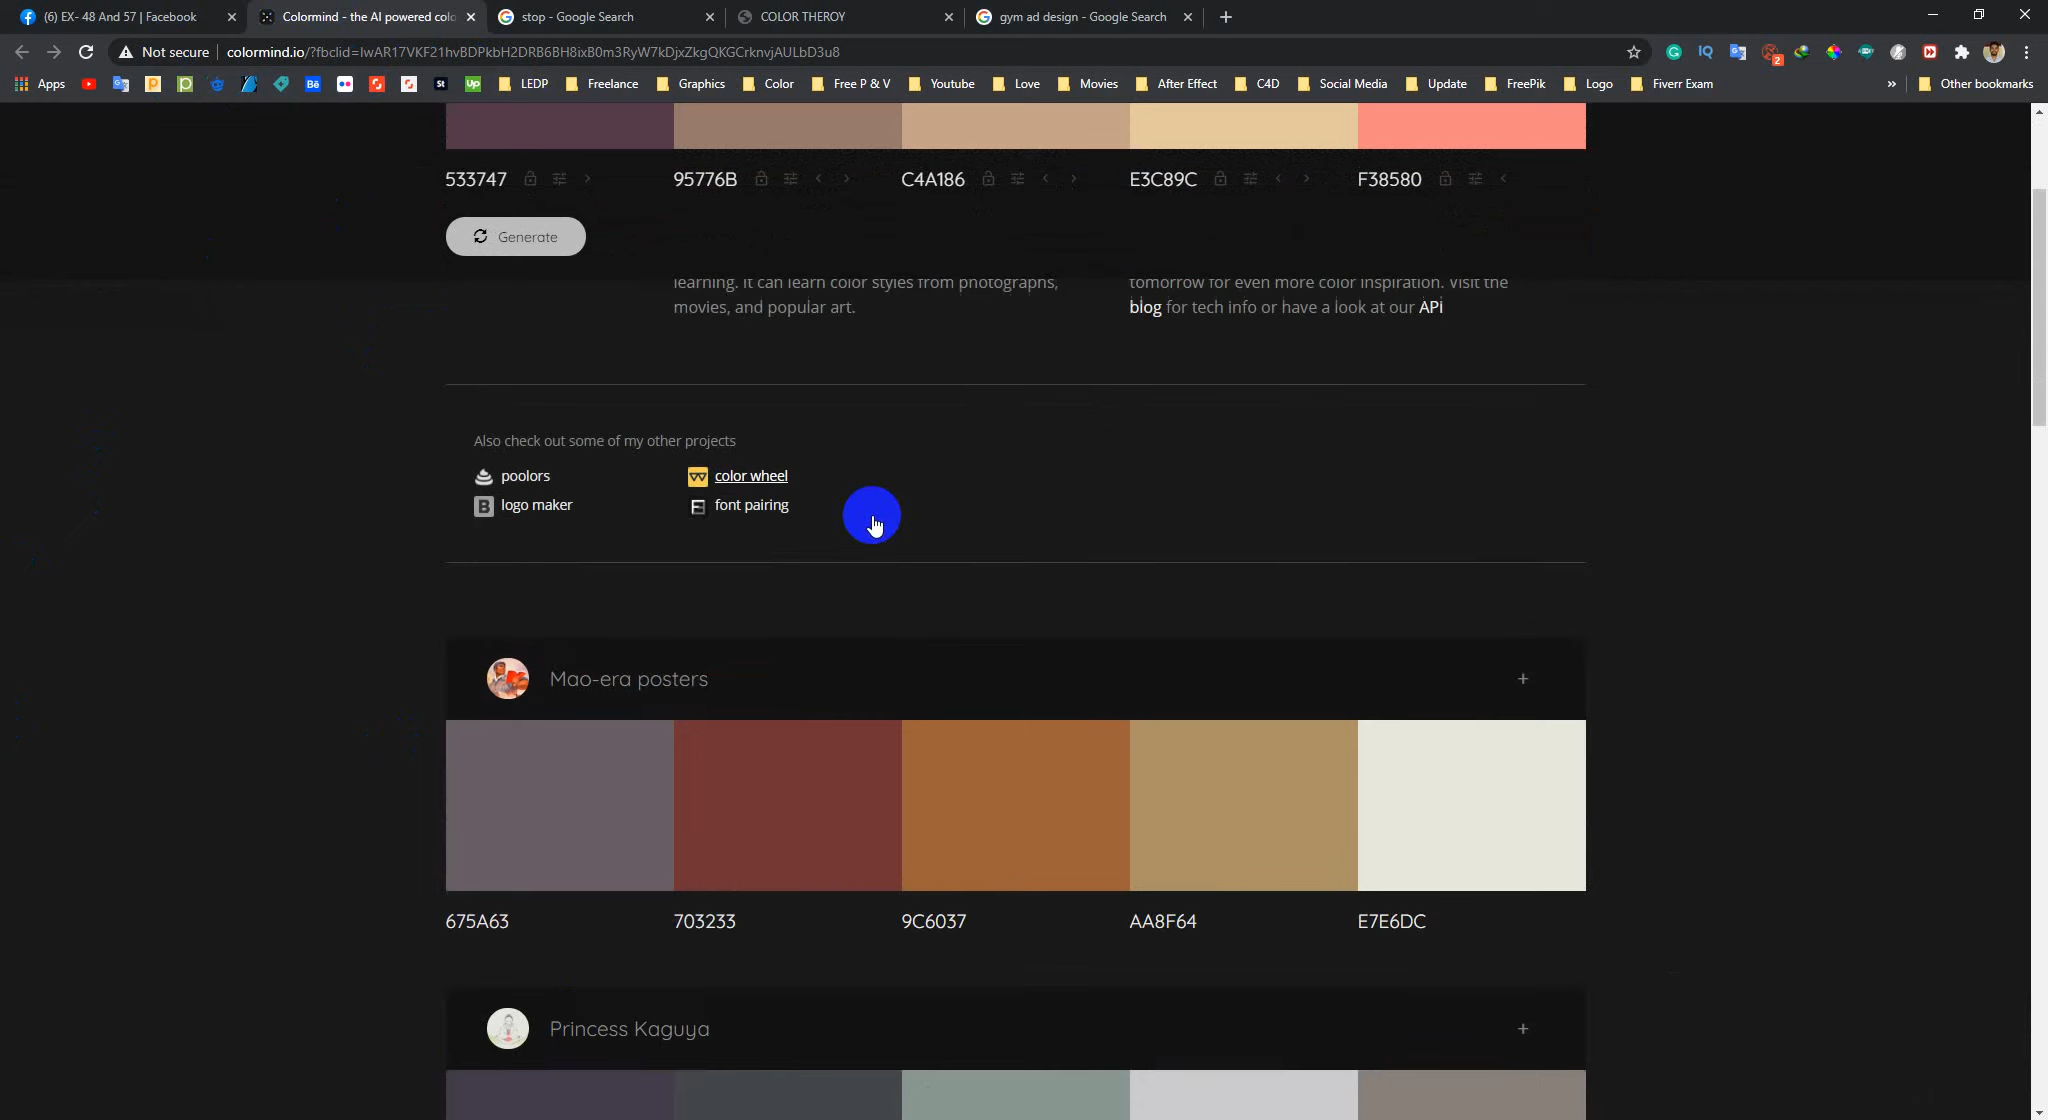 (6) EX- 48 And 57 | Facebook
Colormind - the AI powered colo
stop - Google Search
COLOR THEROY
gym ad design - Google Search
Not secure
colormind.io/?fbclid=IwAR17VKF21hvBDPkbH2DRB6BH8ixB0m3RyW7kDjxZkgQKGCrknvjAULbD3u8
Apps
LEDP
Freelance
Graphics
Color
Free P & V
Youtube
Love
Movies
After Effect
C4D
Social Media
Update
FreePik
Logo
Fiverr Exam
»
Other bookmarks
533747
95776B
C4A186
E3C89C
F38580
Generate
learning. It can learn color styles from photographs,
movies, and popular art.
tomorrow for even more color inspiration. Visit the
blog for tech info or have a look at our API
Also check out some of my other projects
poolors
color wheel
logo maker
font pairing
Mao-era posters
+
675A63
703233
9C6037
AA8F64
E7E6DC
Princess Kaguya
+